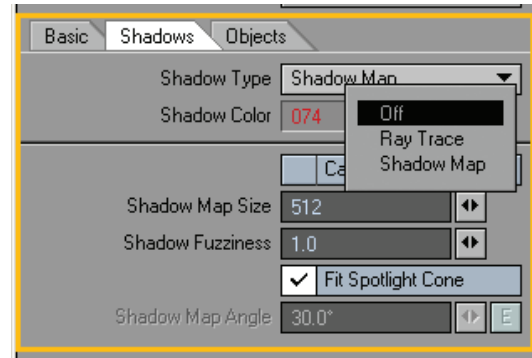 Basic Shadows Objects
Shadow Type Shadow Map
Shadow Color 074
Off
Ray Trace
Shadow Map
Shadow Map Size 512
Shadow Fuzziness 1.0
Fit Spotlight Cone
Shadow Map Angle 30.0° E